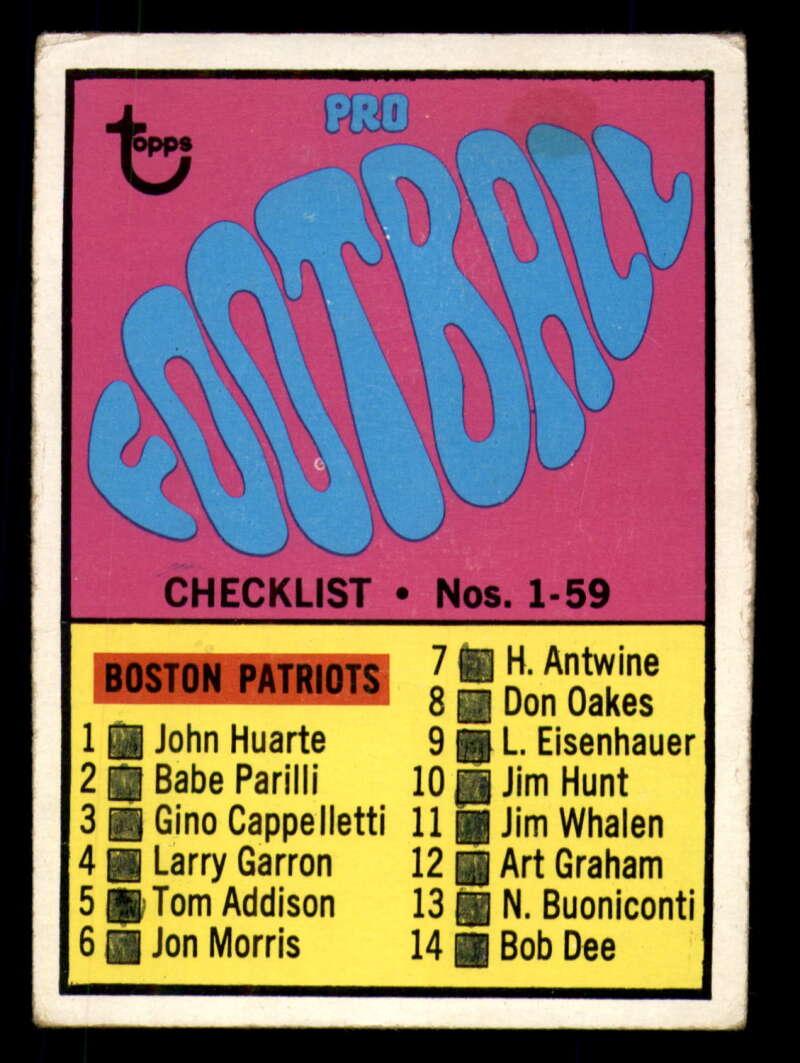 topps
PRO
FOOTBALL
CHECKLIST • Nos. 1-59
BOSTON PATRIOTS
1 John Huarte
2 Babe Parilli
3 Gino Cappelletti
4 Larry Garron
5 Tom Addison
6 Jon Morris
7 H. Antwine
8 Don Oakes
9 L. Eisenhauer
10 Jim Hunt
11 Jim Whalen
12 Art Graham
13 N. Buoniconti
14 Bob Dee